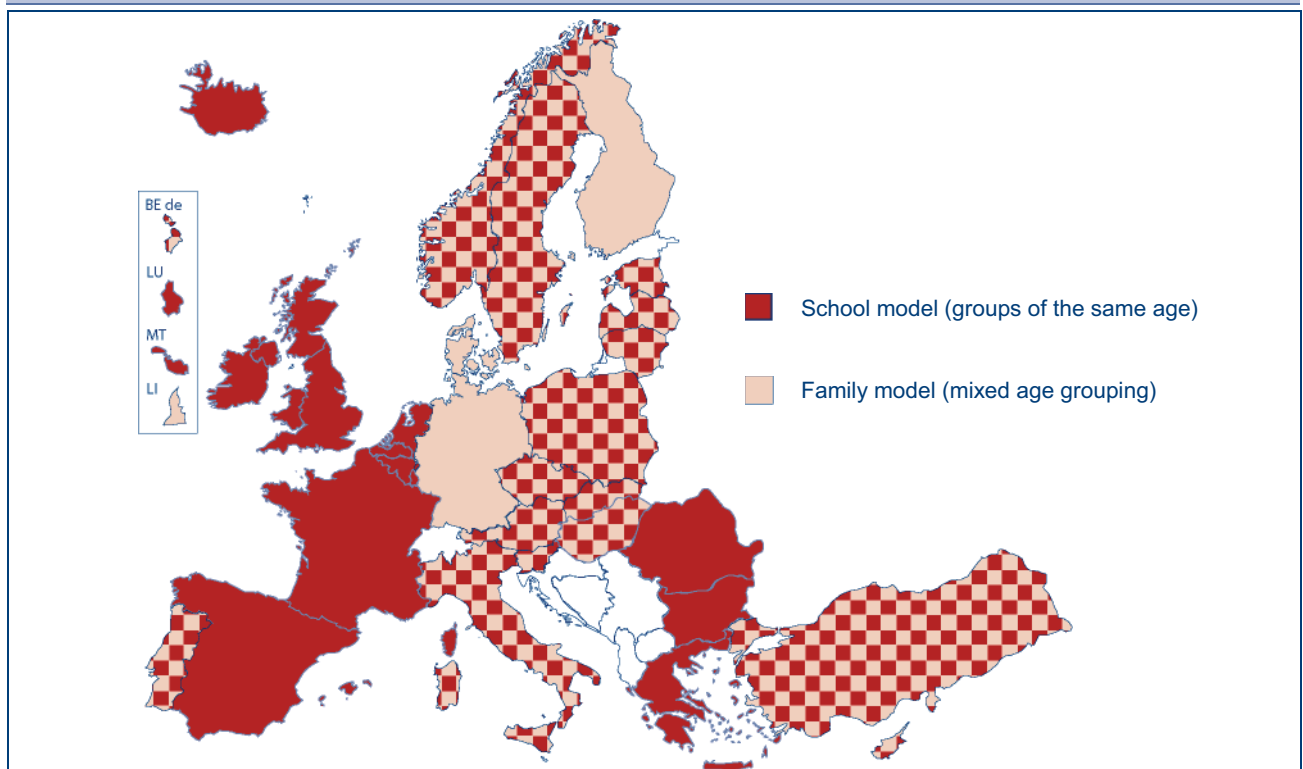 BE de
LU
MT
LI
School model (groups of the same age)
Family model (mixed age grouping)